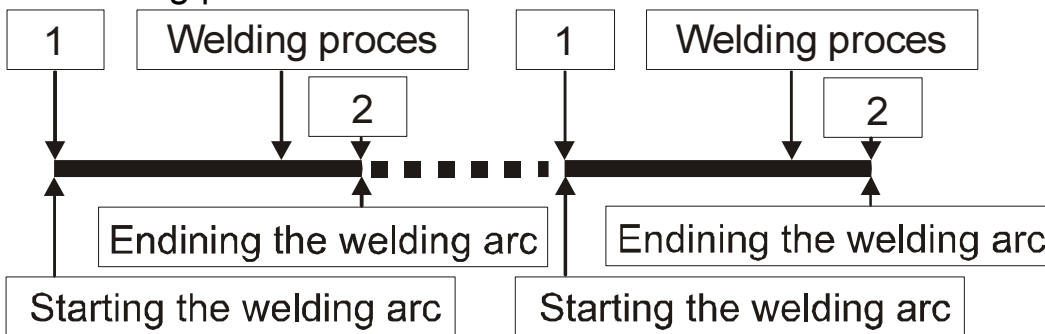 1
Welding proces
1
Welding proces
2
2
Endining the welding arc
Endining the welding arc
Starting the welding arc
Starting the welding arc